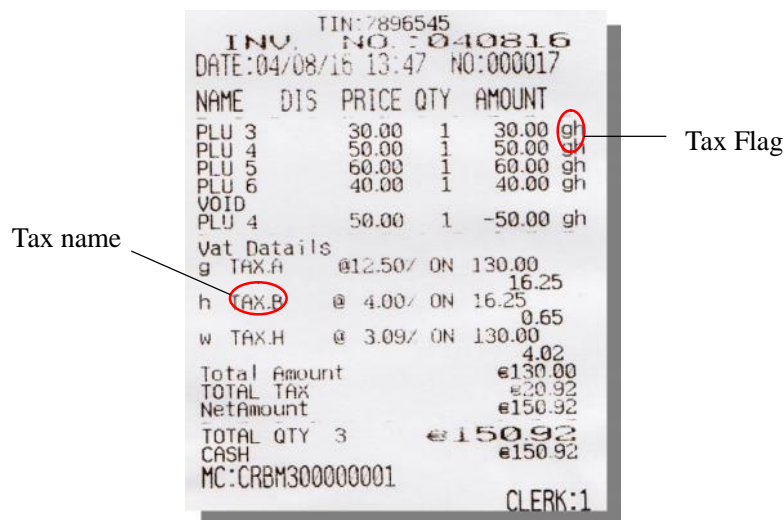 TIN:7896545
INV. NO.:040816
DATE:04/08/16 13:47 NO:000017
NAME DIS PRICE QTY AMOUNT
PLU 3 30.00 1 30.00 gh
Tax Flag
PLU 4 50.00 1 50.00 gh
PLU 5 60.00 1 60.00 gh
PLU 6 40.00 1 40.00 gh
VOID
PLU 4 50.00 1 -50.00 gh
Tax name
Vat Datails
g TAX.A @12.50% ON 130.00
16.25
h TAX.B @ 4.00% ON 16.25
0.65
w TAX.H @ 3.09% ON 130.00
4.02
Total Amount €130.00
TOTAL TAX €20.92
NetAmount €150.92
TOTAL QTY 3 €150.92
CASH €150.92
MC:CRBM300000001
CLERK:1